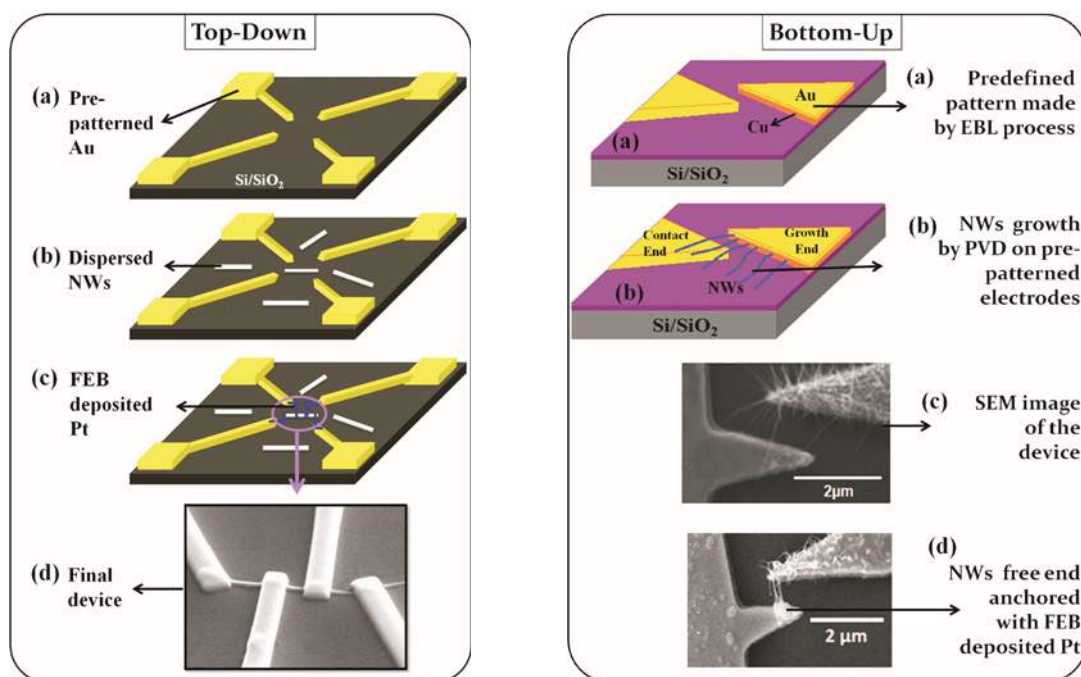 Top-Down
(a) Pre-
patterned
Au
Si/SiO₂
(b) Dispersed
NWs
(c) FEB
deposited
Pt
(d) Final
device
Bottom-Up
(a) Predefined
pattern made
by EBL process
Au
Cu
(a)
Si/SiO₂
(b) NWs growth
by PVD on pre-
patterned
electrodes
Contact
End
Growth
End
NWs
(b)
Si/SiO₂
(c) SEM image
of the
device
2μm
(d)
NWs free end
anchored
with FEB
deposited Pt
2 μm